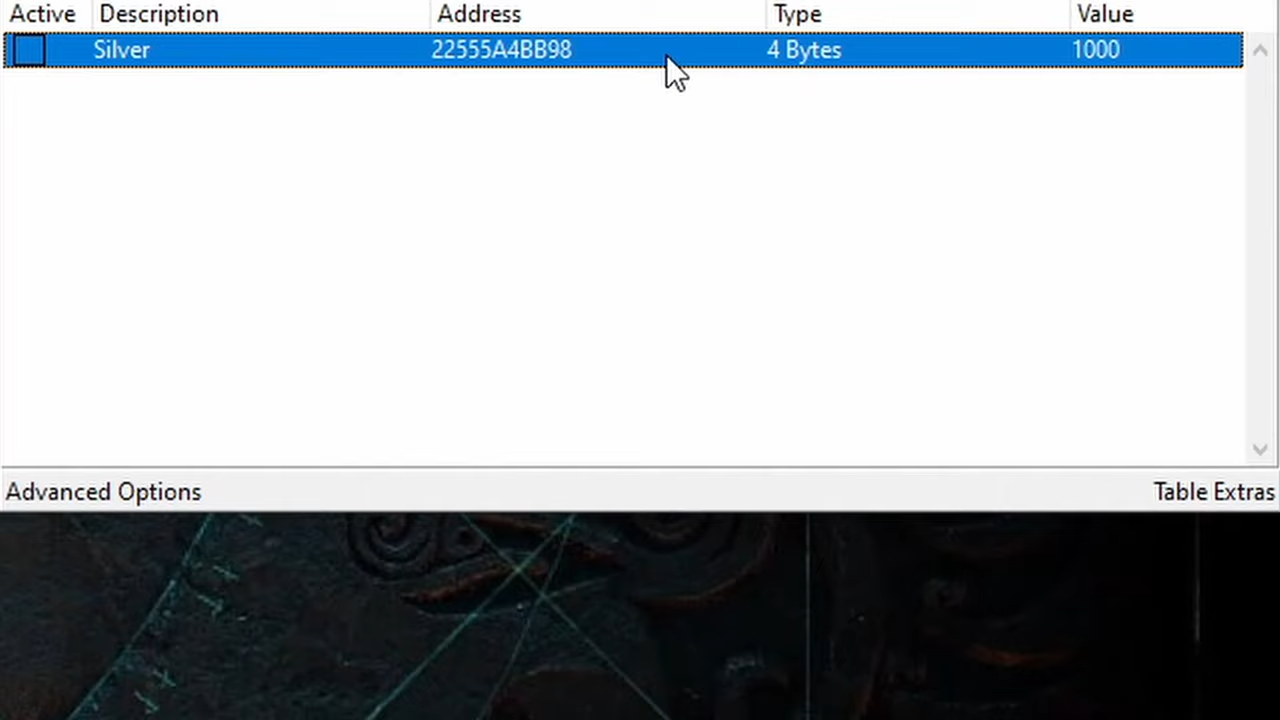 Active Description Address Type Value
Silver 22555A4BB98 4 Bytes 1000
Advanced Options Table Extras